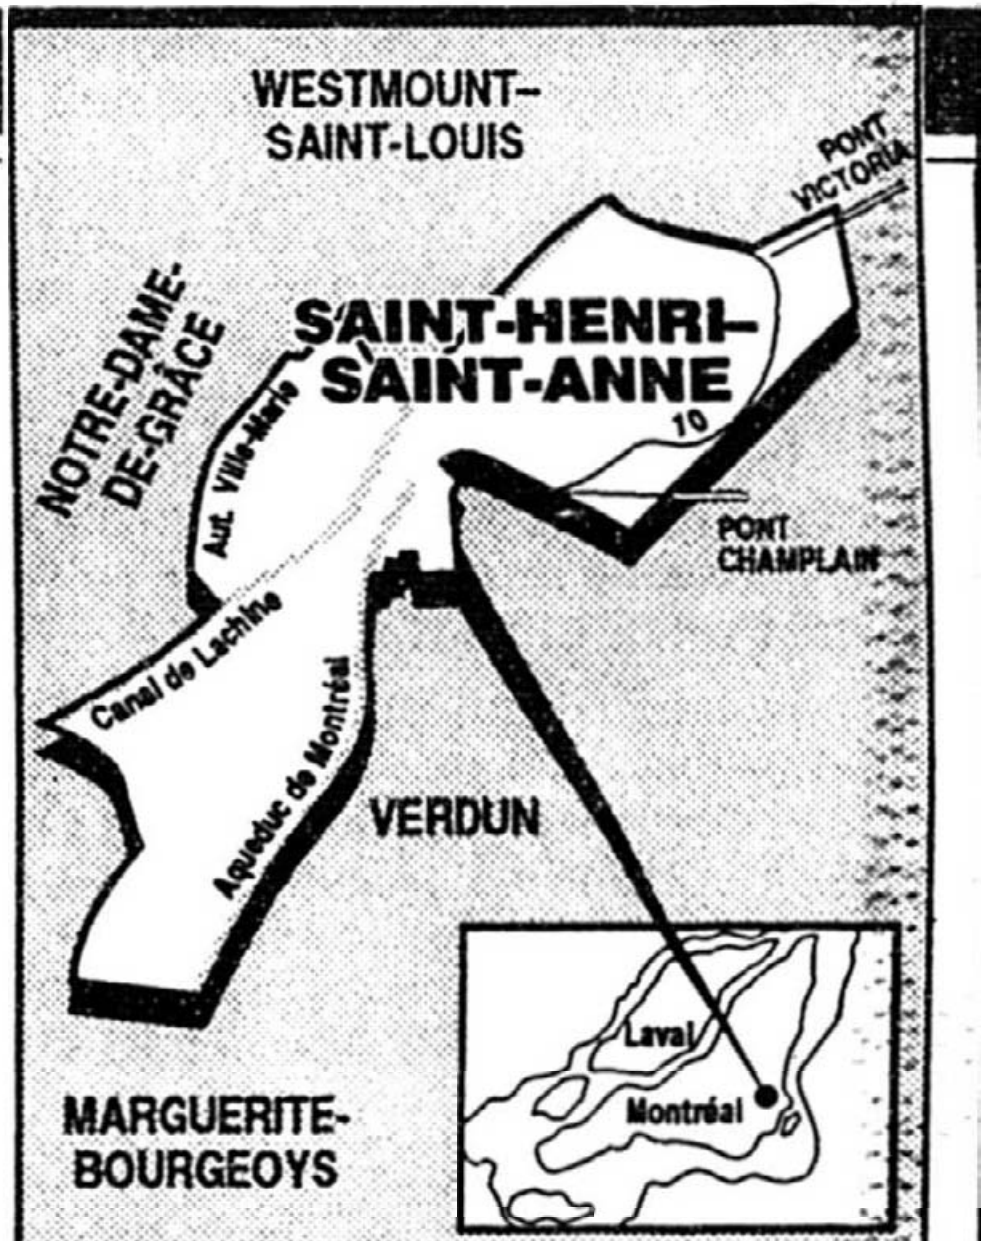 WESTMOUNT–
SAINT-LOUIS
PONT
VICTORIA
NOTRE-DAME-
DE-GRÂCE
SAINT-HENRI–
SAINT-ANNE
Aut. Ville-Marie
10
PONT
CHAMPLAIN
Canal de Lachine
Aqueduc de Montréal
VERDUN
Laval
Montréal
MARGUERITE-
BOURGEOYS